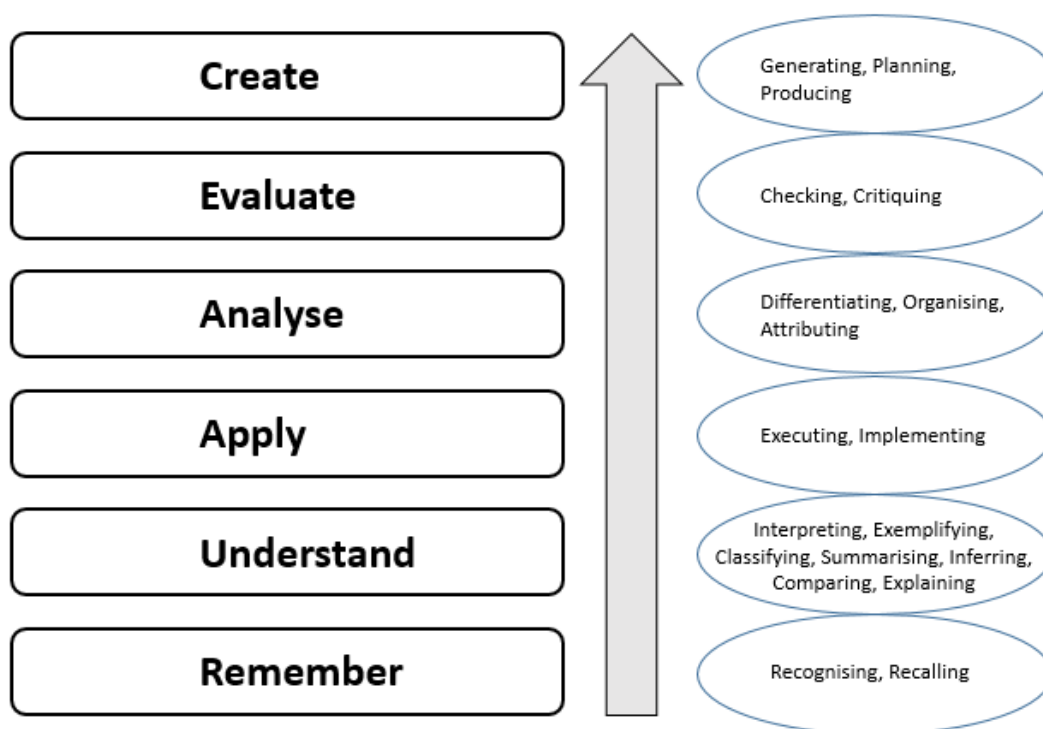 Create
Generating, Planning,
Producing
Evaluate
Checking, Critiquing
Analyse
Differentiating, Organising,
Attributing
Apply
Executing, Implementing
Understand
Interpreting, Exemplifying,
Classifying, Summarising, Inferring,
Comparing, Explaining
Remember
Recognising, Recalling